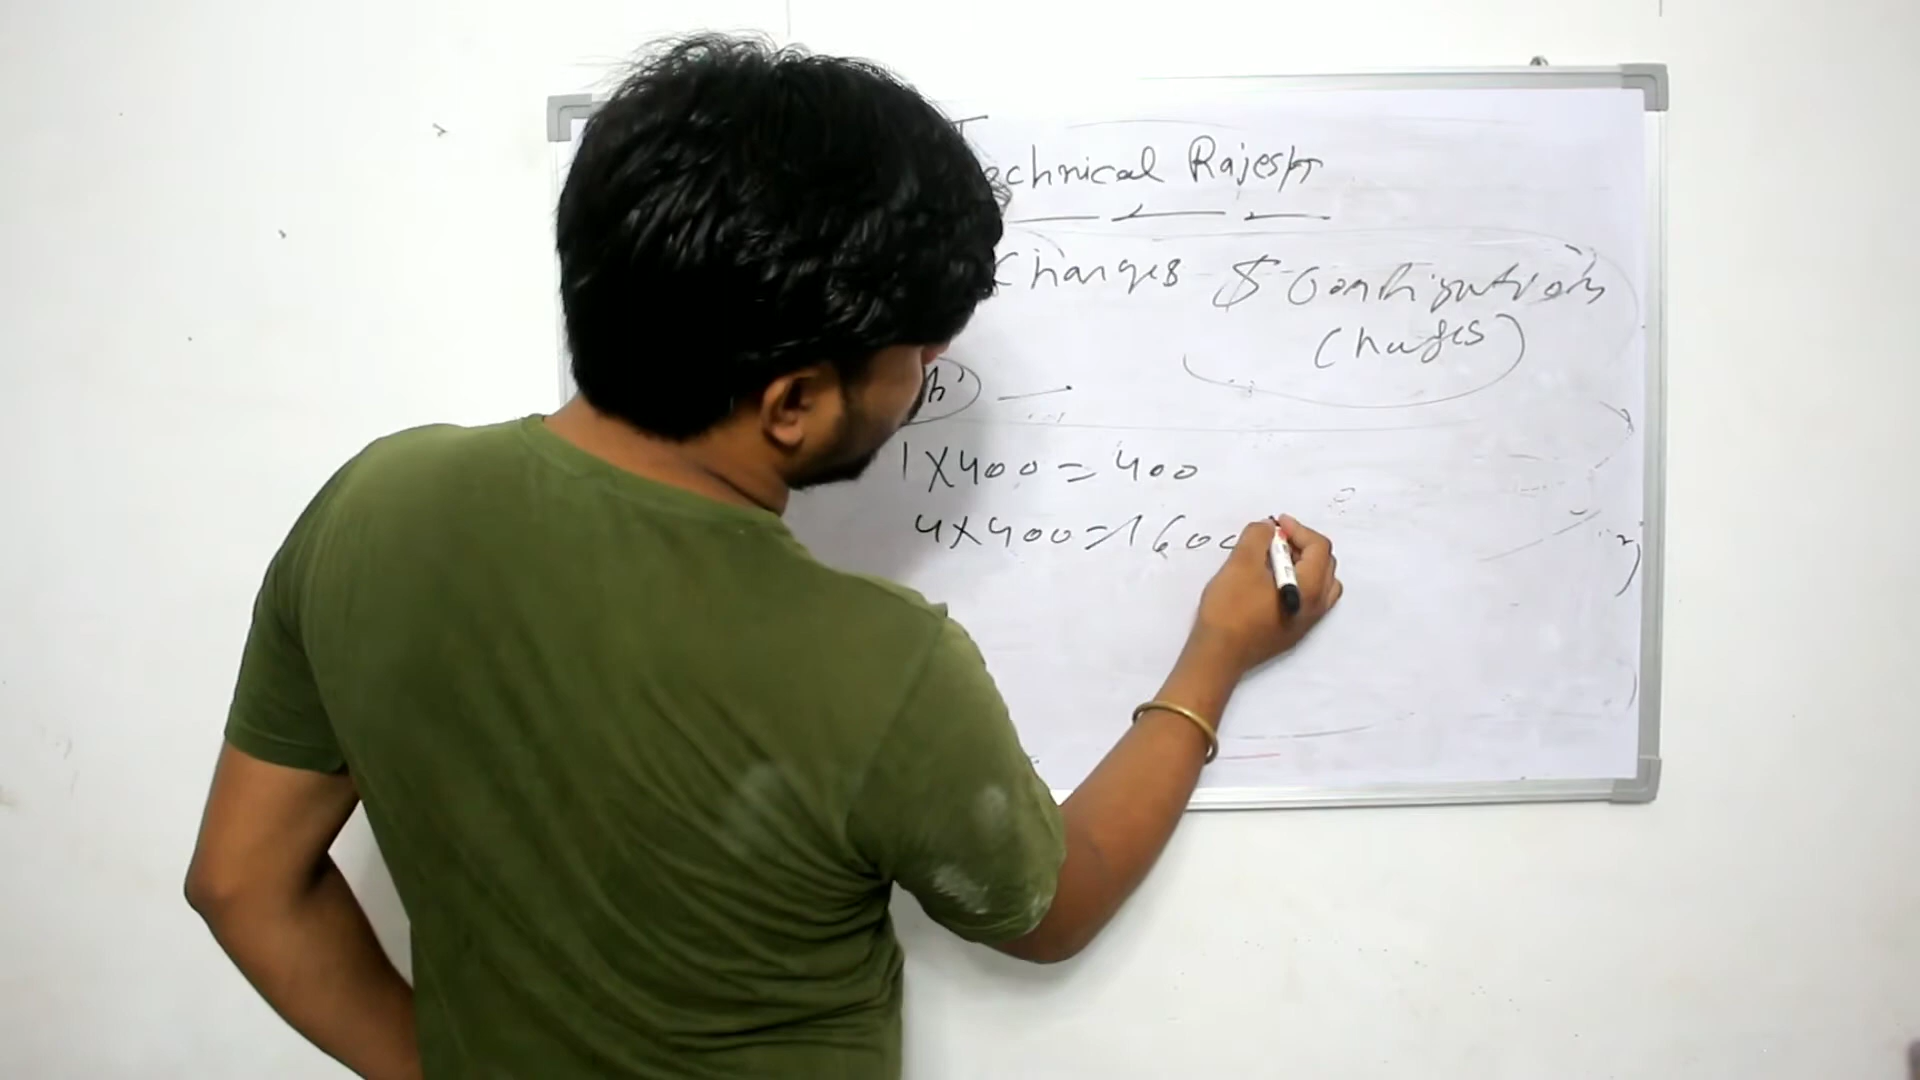 echnical Rajesh
Charges & Configurations
Charges)
1X400=400
4X400=1600